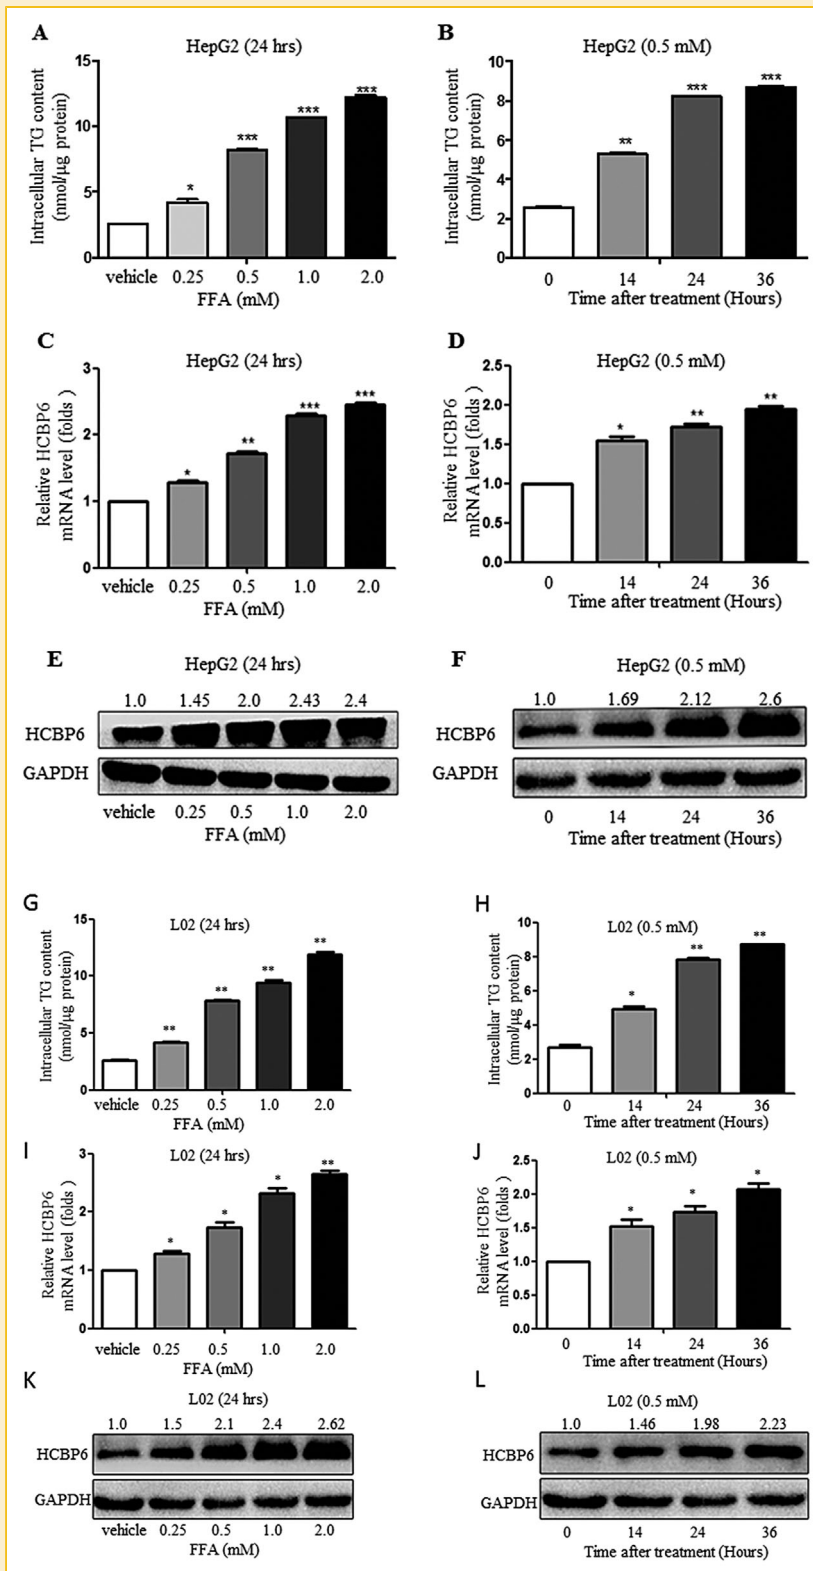 A
HepG2 (24 hrs)
Intracellular TG content
(nmol/µg protein)
15
10
5
0
*
***
***
***
vehicle 0.25 0.5 1.0 2.0
FFA (mM)
B
HepG2 (0.5 mM)
Intracellular TG content
(nmol/µg protein)
10
8
6
4
2
0
**
***
***
0 14 24 36
Time after treatment (Hours)
C
HepG2 (24 hrs)
Relative HCBP6
mRNA level (folds )
3
2
1
0
*
**
***
***
vehicle 0.25 0.5 1.0 2.0
FFA (mM)
D
HepG2 (0.5 mM)
Relative HCBP6
mRNA level (folds )
2.5
2.0
1.5
1.0
0.5
0.0
*
**
**
0 14 24 36
Time after treatment (Hours)
E
HepG2 (24 hrs)
1.0 1.45 2.0 2.43 2.4
HCBP6
GAPDH
vehicle 0.25 0.5 1.0 2.0
FFA (mM)
F
HepG2 (0.5 mM)
1.0 1.69 2.12 2.6
HCBP6
GAPDH
0 14 24 36
Time after treatment (Hours)
G
L02 (24 hrs)
Intracellular TG content
(nmol/µg protein)
15
10
5
0
**
**
**
**
vehicle 0.25 0.5 1.0 2.0
FFA (mM)
H
L02 (0.5 mM)
Intracellular TG content
(nmol/µg protein)
10
8
6
4
2
0
*
**
**
0 14 24 36
Time after treatment (Hours)
I
L02 (24 hrs)
Relative HCBP6
mRNA level (folds )
3
2
1
0
*
*
*
**
vehicle 0.25 0.5 1.0 2.0
FFA (mM)
J
L02 (0.5 mM)
Relative HCBP6
mRNA level (folds )
2.5
2.0
1.5
1.0
0.5
0.0
*
*
*
0 14 24 36
Time after treatment (Hours)
K
L02 (24 hrs)
1.0 1.5 2.1 2.4 2.62
HCBP6
GAPDH
vehicle 0.25 0.5 1.0 2.0
FFA (mM)
L
L02 (0.5 mM)
1.0 1.46 1.98 2.23
HCBP6
GAPDH
0 14 24 36
Time after treatment (Hours)